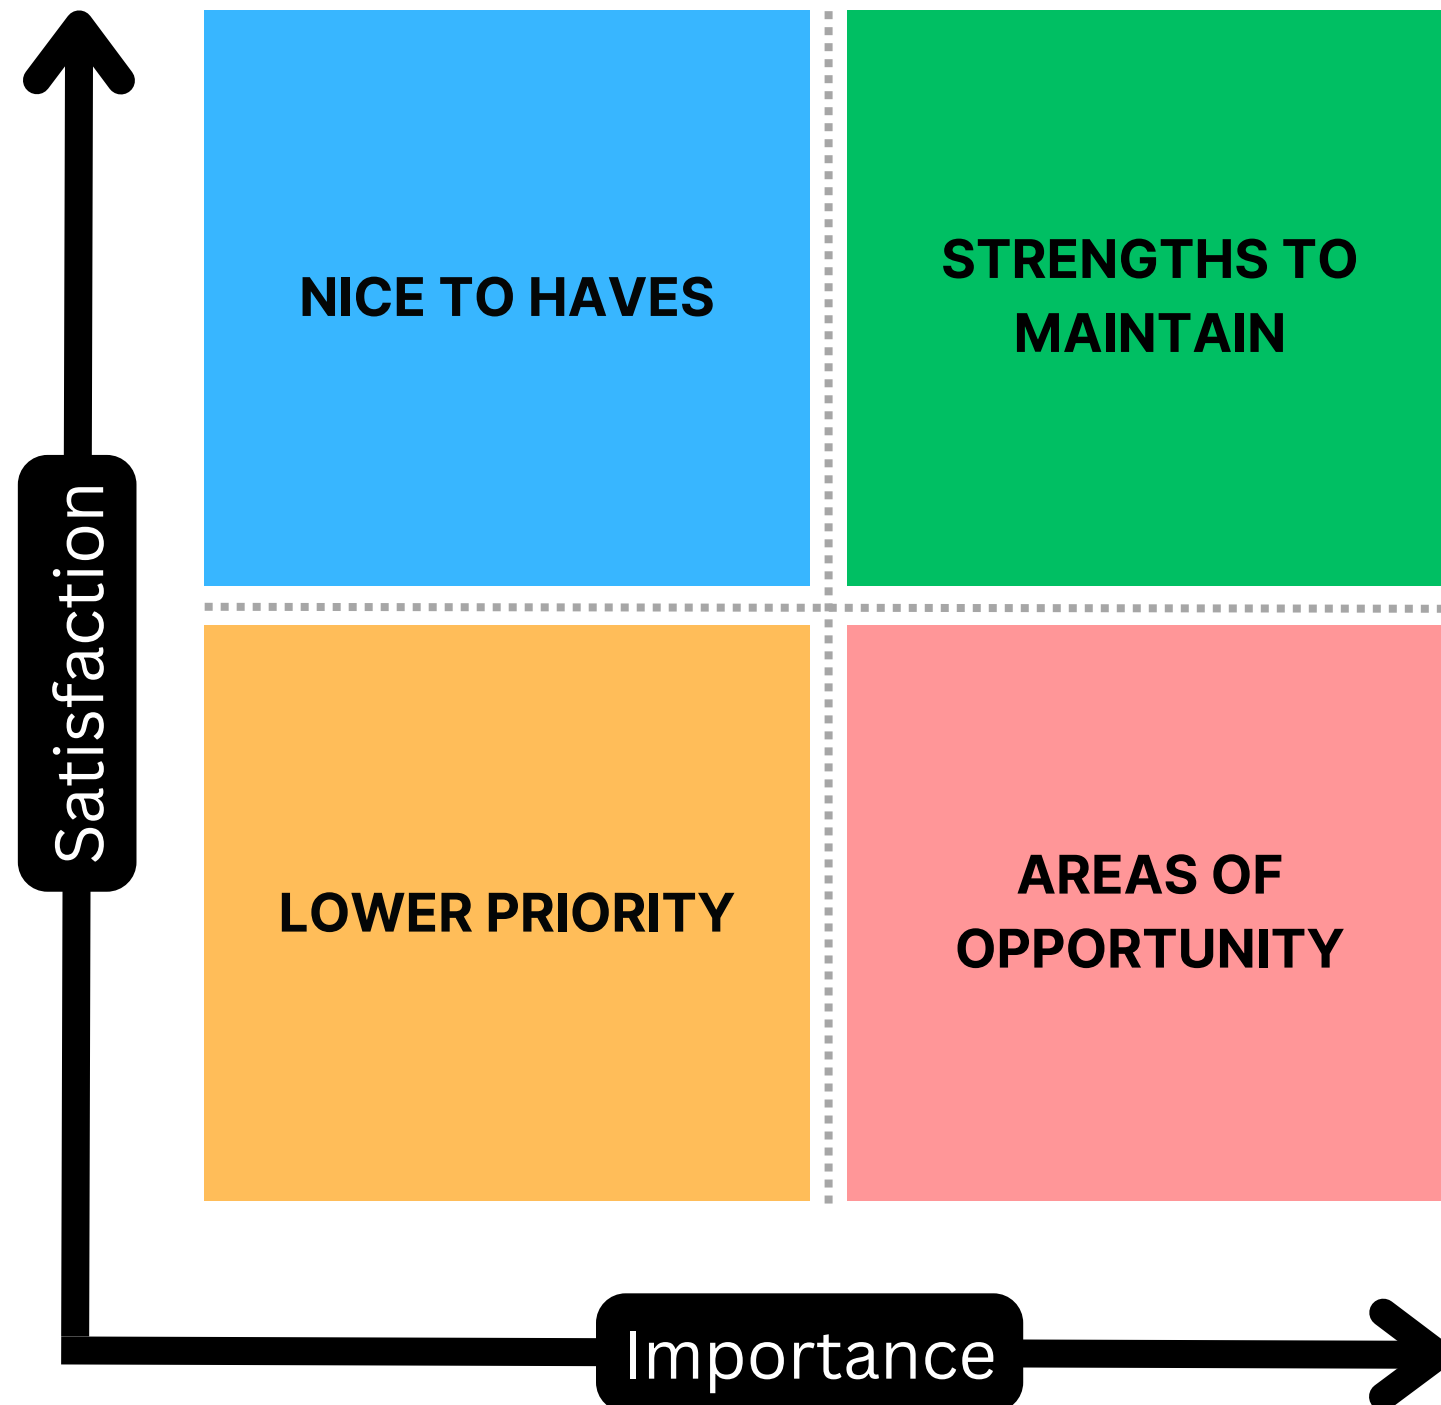 NICE TO HAVES
STRENGTHS TO
MAINTAIN
Satisfaction
LOWER PRIORITY
AREAS OF
OPPORTUNITY
Importance